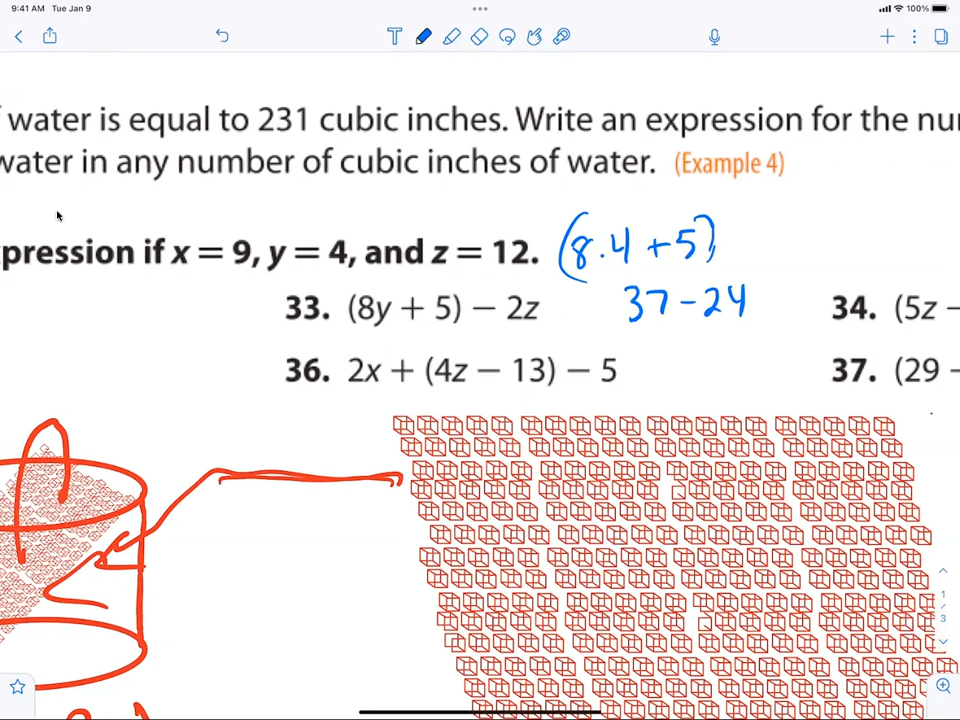 9:41 AM Tue Jan 9
100%
water is equal to 231 cubic inches. Write an expression for the
water in any number of cubic inches of water. (Example 4)
if x = 9, y = 4, and z = 12. (8.4 + 5)
33. (8y + 5) − 2z
37 - 24
34. (5z −
36. 2x + (4z − 13) − 5
37. (29 −
1
/
3